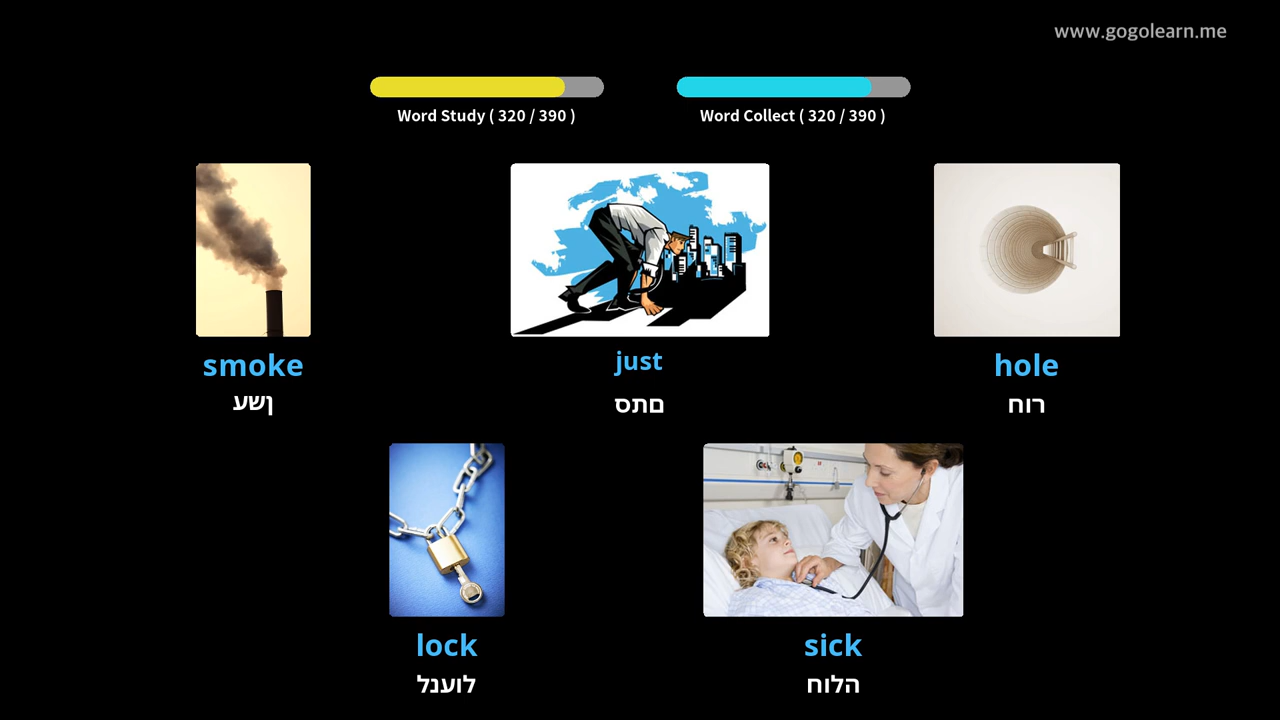 www.gogolearn.me
Word Study ( 320 / 390 )
Word Collect ( 320 / 390 )
smoke
עשן
just
סתם
hole
חור
lock
לנעול
sick
חולה